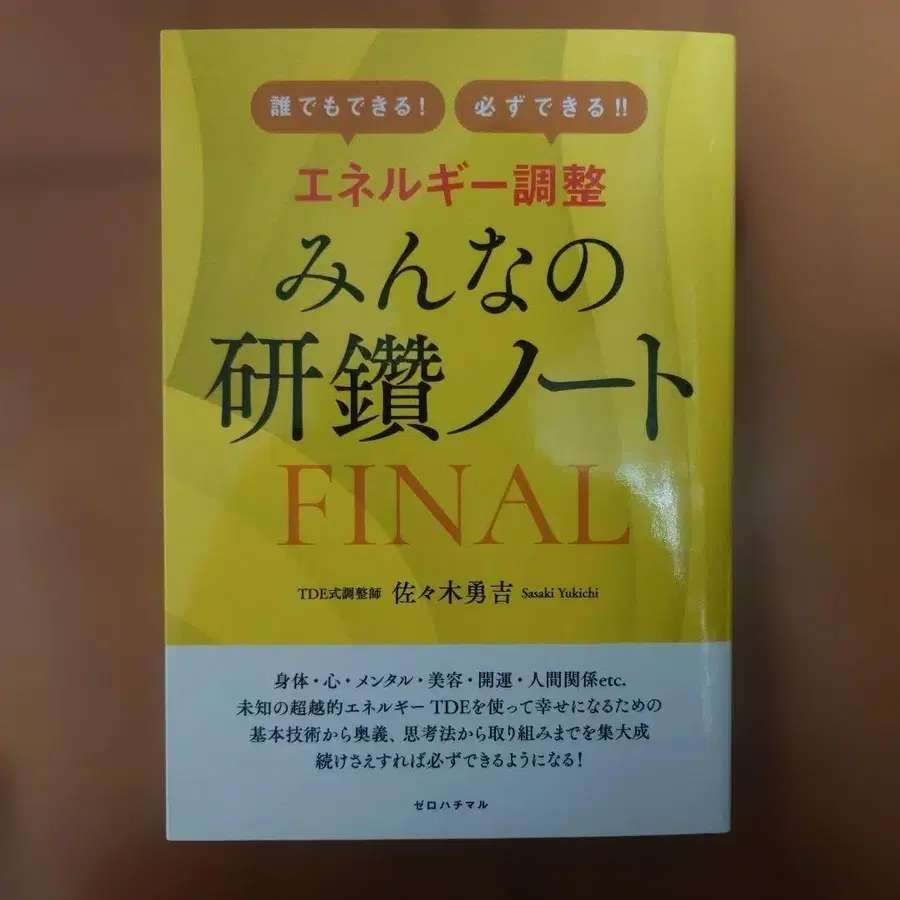 誰でもできる！
必ずできる!!
エネルギー調整
みんなの
研鑽ノート
FINAL
TDE式調整師 佐々木勇吉 Sasaki Yukichi
身体・心・メンタル・美容・開運・人間関係etc.
未知の超越的エネルギーTDEを使って幸せになるための
基本技術から奥義、思考法から取り組みまでを集大成
続けさえすれば必ずできるようになる！
ゼロハチマル